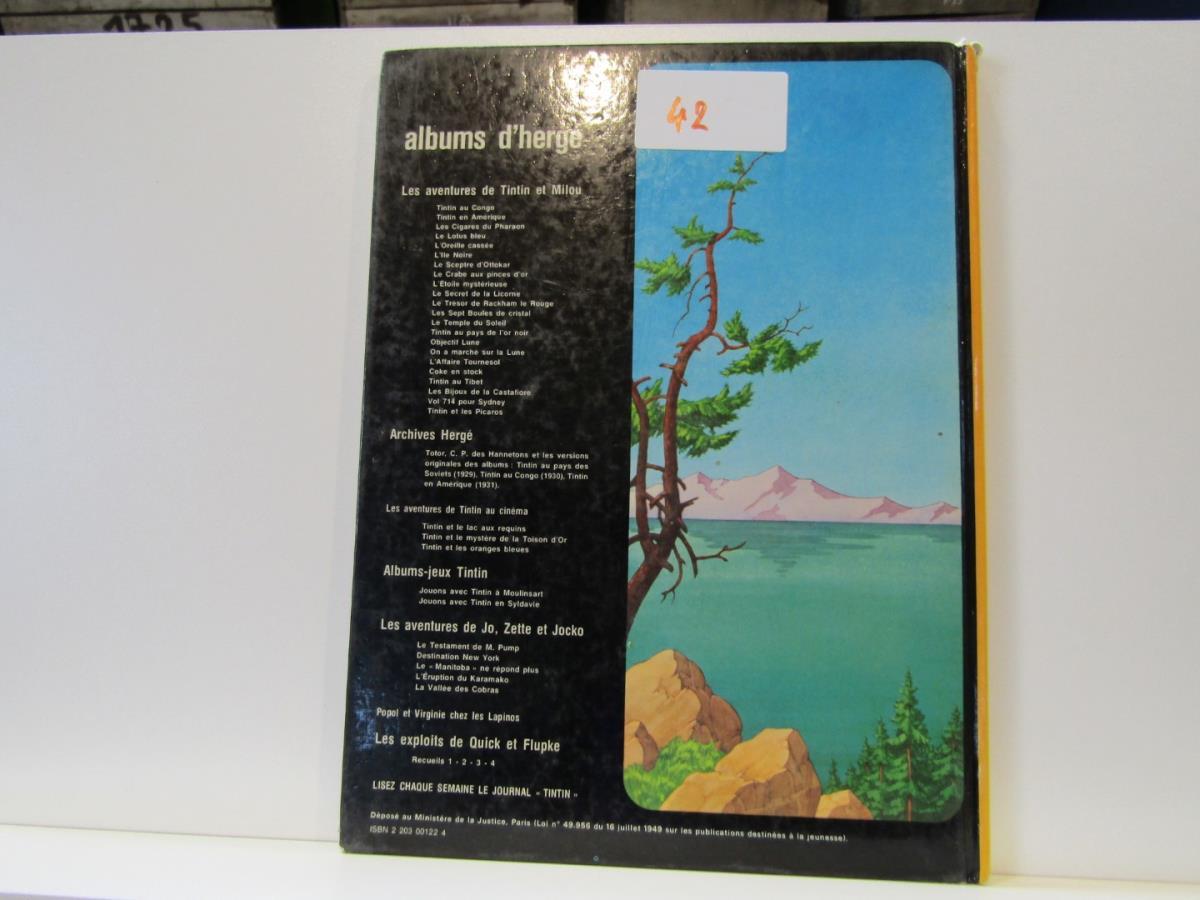 1725
42
albums d'hergé
Les aventures de Tintin et Milou
Tintin au Congo
Tintin en Amérique
Les Cigares du Pharaon
Le Lotus bleu
L'Oreille cassée
L'Ile Noire
Le Sceptre d'Ottokar
Le Crabe aux pinces d'or
L'Étoile mystérieuse
Le Secret de la Licorne
Le Trésor de Rackham le Rouge
Les Sept Boules de cristal
Le Temple du Soleil
Tintin au pays de l'or noir
Objectif Lune
On a marché sur la Lune
L'Affaire Tournesol
Coke en stock
Tintin au Tibet
Les Bijoux de la Castafiore
Vol 714 pour Sydney
Tintin et les Picaros
Archives Hergé
Totor, C. P. des Hannetons et les versions
originales des albums : Tintin au pays des
Soviets (1929), Tintin au Congo (1930), Tintin
en Amérique (1931).
Les aventures de Tintin au cinéma
Tintin et le lac aux requins
Tintin et le mystère de la Toison d'Or
Tintin et les oranges bleues
Albums-jeux Tintin
Jouons avec Tintin à Moulinsart
Jouons avec Tintin en Syldavie
Les aventures de Jo, Zette et Jocko
Le Testament de M. Pump
Destination New York
Le « Manitoba » ne répond plus
L'Éruption du Karamako
La Vallée des Cobras
Popol et Virginie chez les Lapinos
Les exploits de Quick et Flupke
Recueils 1 - 2 - 3 - 4
LISEZ CHAQUE SEMAINE LE JOURNAL « TINTIN »
Déposé au Ministère de la Justice, Paris (Loi n° 49.956 du 16 juillet 1949 sur les publications destinées à la jeunesse).
ISBN 2 203 00122 4